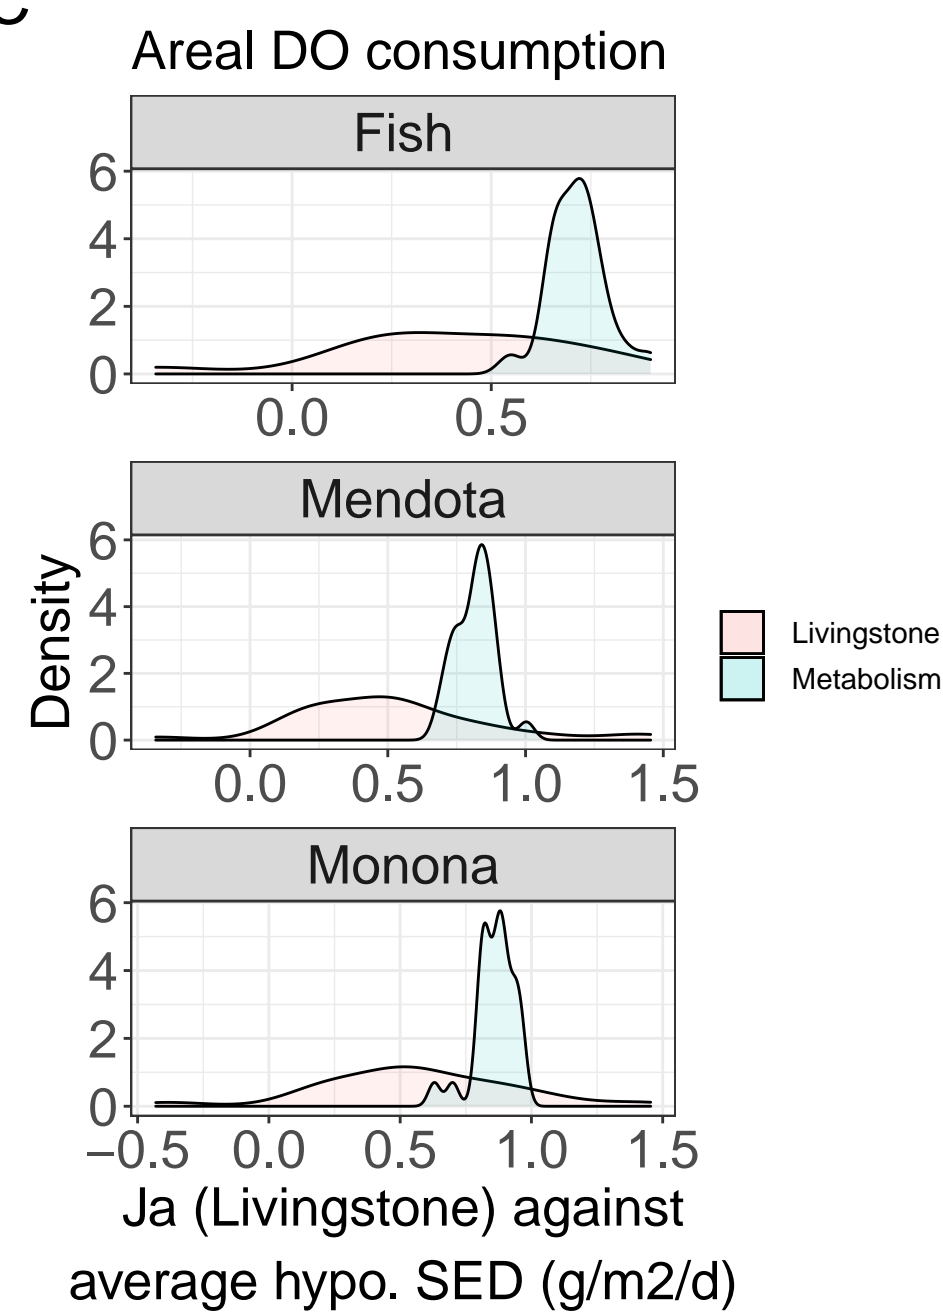 Areal DO consumption
Fish
6
4
2
0
0.0 0.5
Mendota
6
4
2
0
0.0 0.5 1.0 1.5
Density
Livingstone
Metabolism
Monona
6
4
2
0
−0.5 0.0 0.5 1.0 1.5
Ja (Livingstone) against
average hypo. SED (g/m2/d)